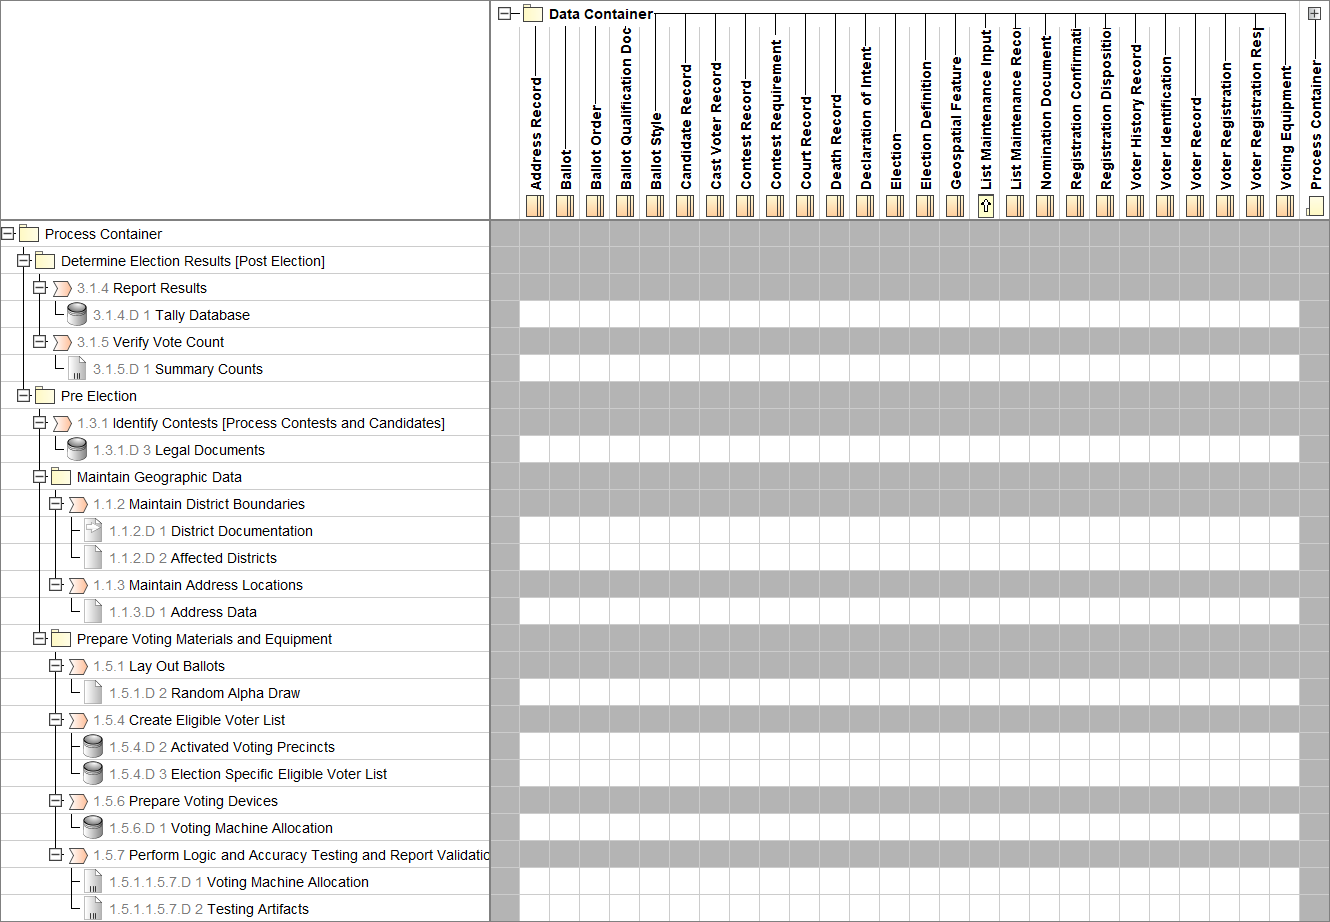 Data Container
Address Record
Ballot
Ballot Order
Ballot Qualification Doc
Ballot Style
Candidate Record
Cast Voter Record
Contest Record
Contest Requirement
Court Record
Death Record
Declaration of Intent
Election
Election Definition
Geospatial Feature
List Maintenance Input
List Maintenance Recor
Nomination Document
Registration Confirmati
Registration Disposition
Voter History Record
Voter Identification
Voter Record
Voter Registration
Voter Registration Resp
Voting Equipment
Process Container
Process Container
Determine Election Results [Post Election]
3.1.4 Report Results
3.1.4.D 1 Tally Database
3.1.5 Verify Vote Count
3.1.5.D 1 Summary Counts
Pre Election
1.3.1 Identify Contests [Process Contests and Candidates]
1.3.1.D 3 Legal Documents
Maintain Geographic Data
1.1.2 Maintain District Boundaries
1.1.2.D 1 District Documentation
1.1.2.D 2 Affected Districts
1.1.3 Maintain Address Locations
1.1.3.D 1 Address Data
Prepare Voting Materials and Equipment
1.5.1 Lay Out Ballots
1.5.1.D 2 Random Alpha Draw
1.5.4 Create Eligible Voter List
1.5.4.D 2 Activated Voting Precincts
1.5.4.D 3 Election Specific Eligible Voter List
1.5.6 Prepare Voting Devices
1.5.6.D 1 Voting Machine Allocation
1.5.7 Perform Logic and Accuracy Testing and Report Validatio
1.5.1.1.5.7.D 1 Voting Machine Allocation
1.5.1.1.5.7.D 2 Testing Artifacts